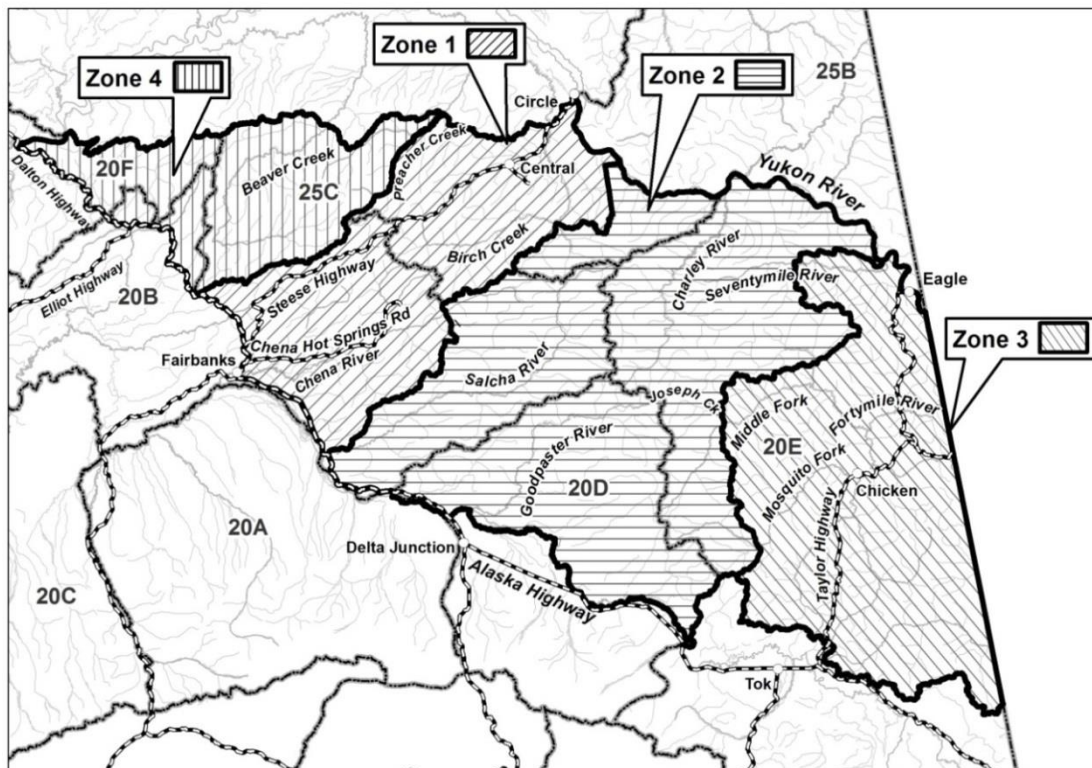 Zone 4
Zone 1
Zone 2
25B
Circle
Yukon River
20F
Dalton Highway
Beaver Creek
25C
Preacher Creek
Central
Birch Creek
Charley River
Seventymile River
Eagle
Elliot Highway
20B
Steese Highway
Chena Hot Springs Rd
Chena River
Fairbanks
Zone 3
Salcha River
Joseph Ck
Middle Fork
20E
Fortymile River
Mosquito Fork
Goodpaster River
20D
Chicken
Taylor Highway
20A
Delta Junction
Alaska Highway
20C
Tok